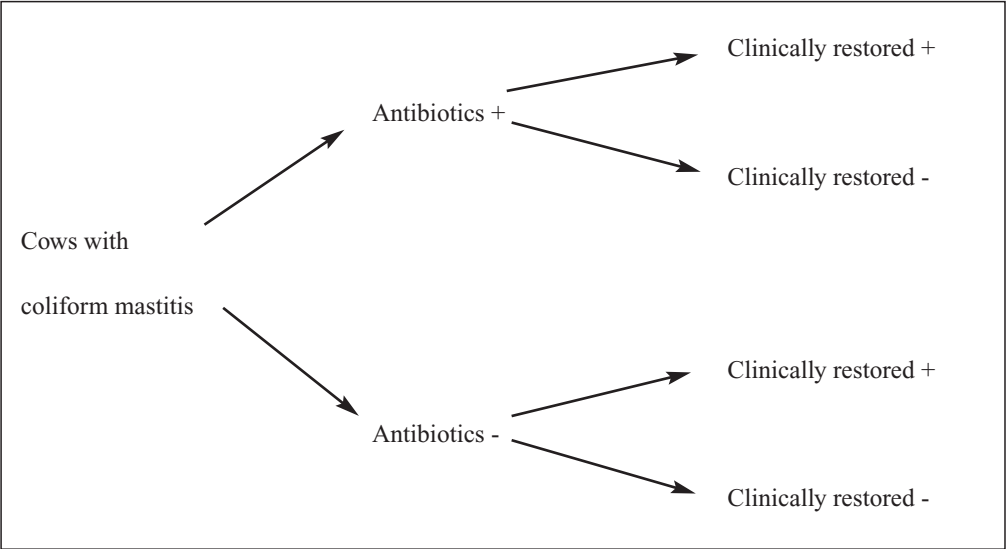 Clinically restored +
Antibiotics +
Clinically restored -
Cows with
coliform mastitis
Clinically restored +
Antibiotics -
Clinically restored -